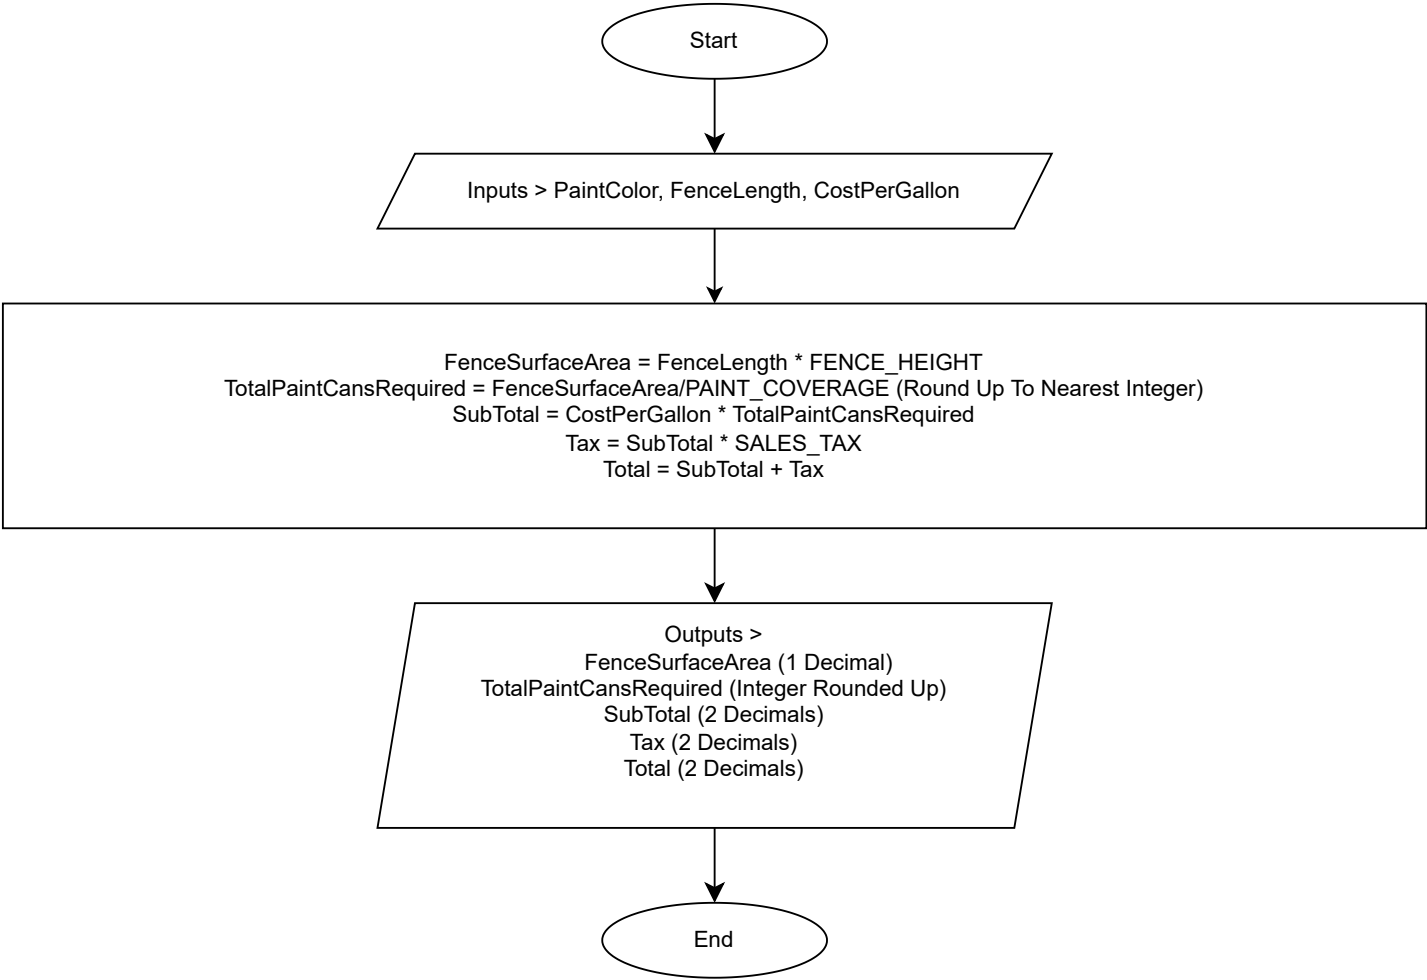 Start
Inputs > PaintColor, FenceLength, CostPerGallon
FenceSurfaceArea = FenceLength * FENCE_HEIGHT
TotalPaintCansRequired = FenceSurfaceArea/PAINT_COVERAGE (Round Up To Nearest Integer)
SubTotal = CostPerGallon * TotalPaintCansRequired
Tax = SubTotal * SALES_TAX
Total = SubTotal + Tax
Outputs >
FenceSurfaceArea (1 Decimal)
TotalPaintCansRequired (Integer Rounded Up)
SubTotal (2 Decimals)
Tax (2 Decimals)
Total (2 Decimals)
End